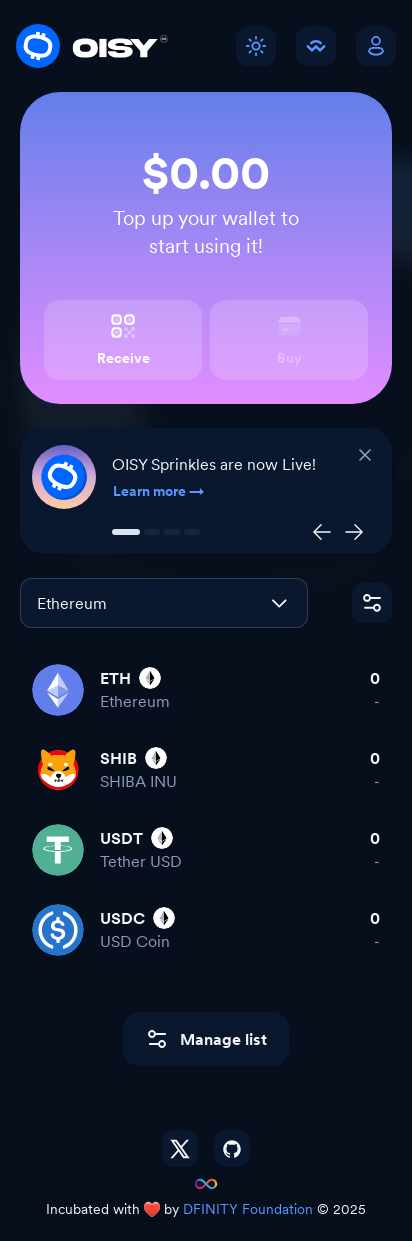 OISY
$0.00
Top up your wallet to
start using it!
Receive
Buy
OISY Sprinkles are now Live!
Learn more
Ethereum
ETH
0
Ethereum
-
SHIB
0
SHIBA INU
-
USDT
0
Tether USD
-
USDC
0
USD Coin
-
Manage list
Incubated with ❤️ by DFINITY Foundation © 2025